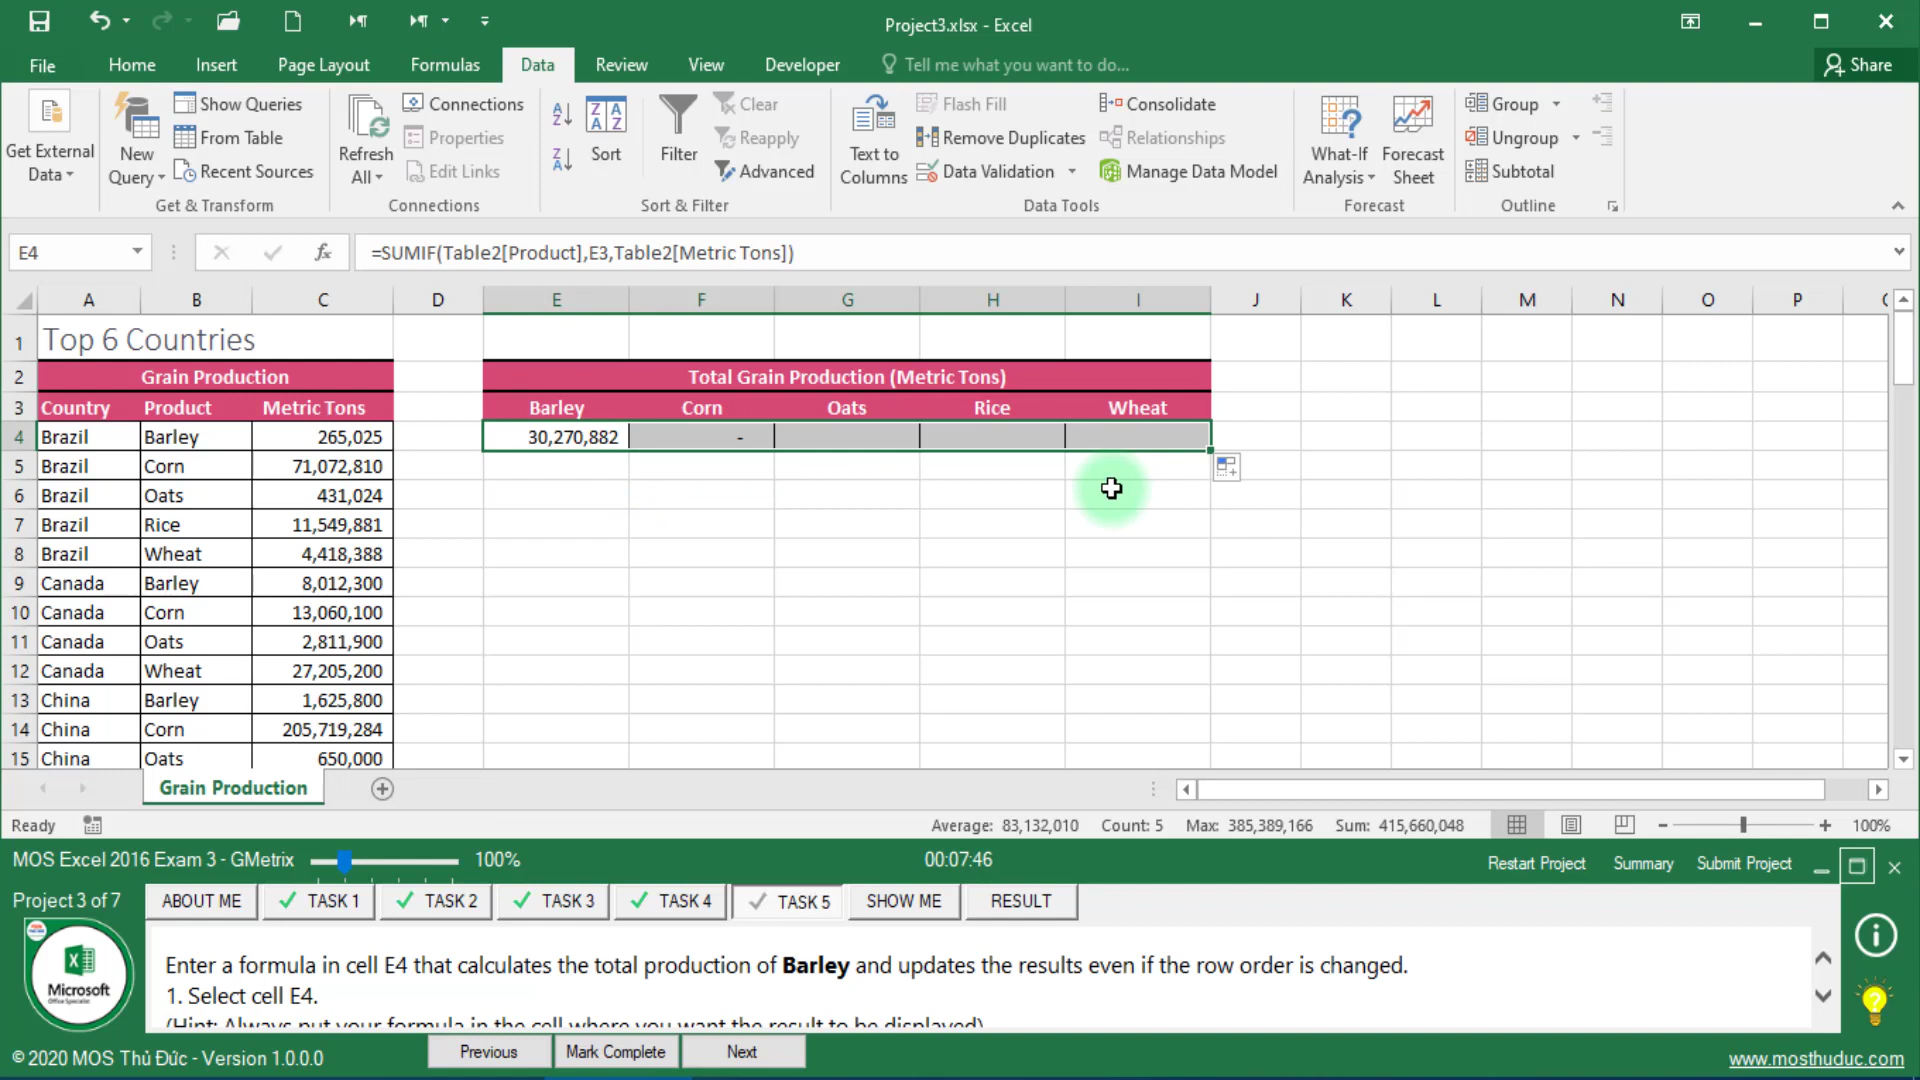 Project3.xlsx - Excel
File Home Insert Page Layout Formulas Data Review View Developer Tell me what you want to do... Share
Get External Data
New Query
Show Queries
From Table
Recent Sources
Get & Transform
Refresh All
Connections
Properties
Edit Links
Connections
Sort
Filter
Clear
Reapply
Advanced
Sort & Filter
Text to Columns
Flash Fill
Remove Duplicates
Data Validation
Consolidate
Relationships
Manage Data Model
Data Tools
What-If Analysis
Forecast Sheet
Forecast
Group
Ungroup
Subtotal
Outline
E4 fx =SUMIF(Table2[Product],E3,Table2[Metric Tons])
A B C D E F G H I J K L M N O P
1 Top 6 Countries
2 Grain Production Total Grain Production (Metric Tons)
3 Country Product Metric Tons Barley Corn Oats Rice Wheat
4 Brazil Barley 265,025 30,270,882 -
5 Brazil Corn 71,072,810
6 Brazil Oats 431,024
7 Brazil Rice 11,549,881
8 Brazil Wheat 4,418,388
9 Canada Barley 8,012,300
10 Canada Corn 13,060,100
11 Canada Oats 2,811,900
12 Canada Wheat 27,205,200
13 China Barley 1,625,800
14 China Corn 205,719,284
15 China Oats 650,000
Grain Production
Ready Average: 83,132,010 Count: 5 Max: 385,389,166 Sum: 415,660,048 100%
MOS Excel 2016 Exam 3 - GMetrix 100% 00:07:46 Restart Project Summary Submit Project
Project 3 of 7 ABOUT ME TASK 1 TASK 2 TASK 3 TASK 4 TASK 5 SHOW ME RESULT
Microsoft
Enter a formula in cell E4 that calculates the total production of Barley and updates the results even if the row order is changed.
1. Select cell E4.
(Hint: Always put your formula in the cell where you want the result to be displayed)
Previous Mark Complete Next
© 2020 MOS Thủ Đức - Version 1.0.0.0 www.mosthuduc.com